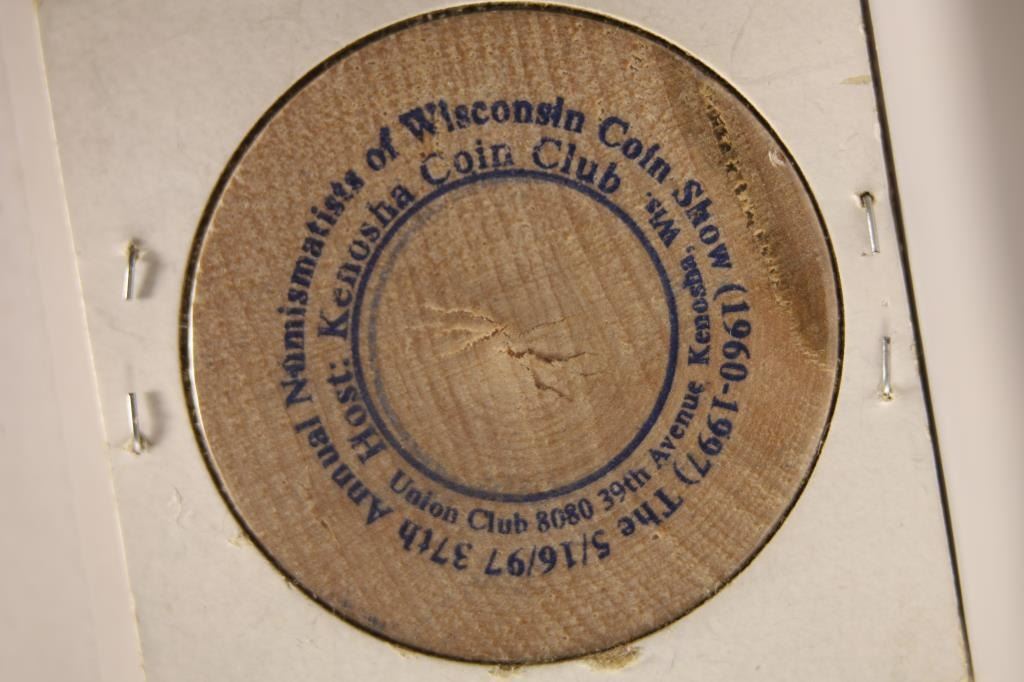 The 5/16/97 37th Annual Numismatists of Wisconsin Coin Show (1960-1997)
Host: Kenosha Coin Club
Union Club 8080 39th Avenue Kenosha, Wis.